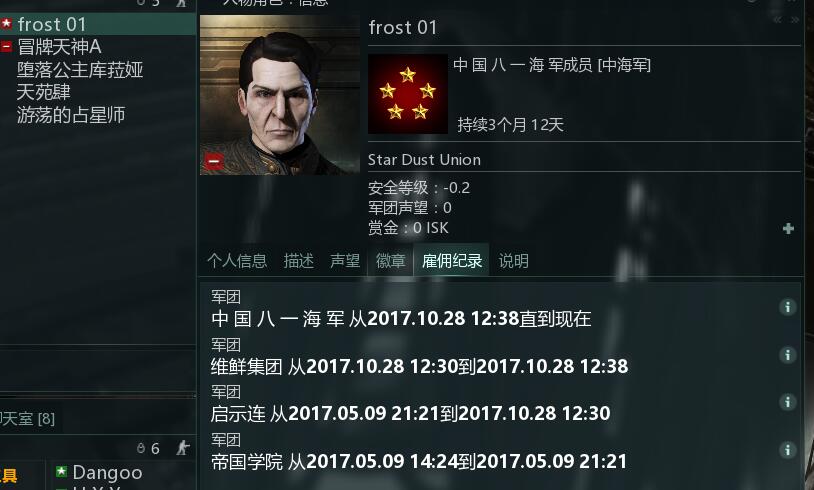 frost 01
冒牌天神A
堕落公主库菈娅
天苑肆
游荡的占星师
frost 01
中 国 八 一 海 军成员 [中海军]
持续3个月 12天
Star Dust Union
安全等级：-0.2
军团声望：0
赏金：0 ISK
个人信息 描述 声望 徽章 雇佣纪录 说明
军团
中 国 八 一 海 军 从2017.10.28 12:38直到现在
军团
维鲜集团 从2017.10.28 12:30到2017.10.28 12:38
军团
启示连 从2017.05.09 21:21到2017.10.28 12:30
军团
帝国学院 从2017.05.09 14:24到2017.05.09 21:21
天室 [8]
6
具
Dangoo